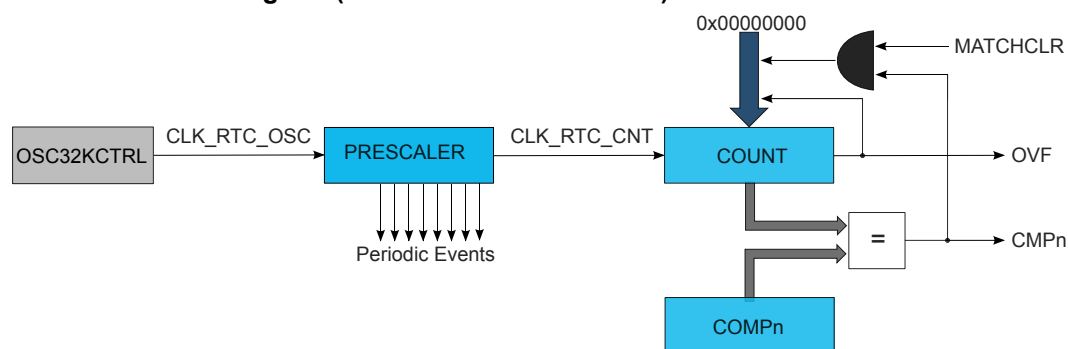 0x00000000
MATCHCLR
OSC32KCTRL
CLK_RTC_OSC
PRESCALER
CLK_RTC_CNT
COUNT
OVF
Periodic Events
=
CMPn
COMPn